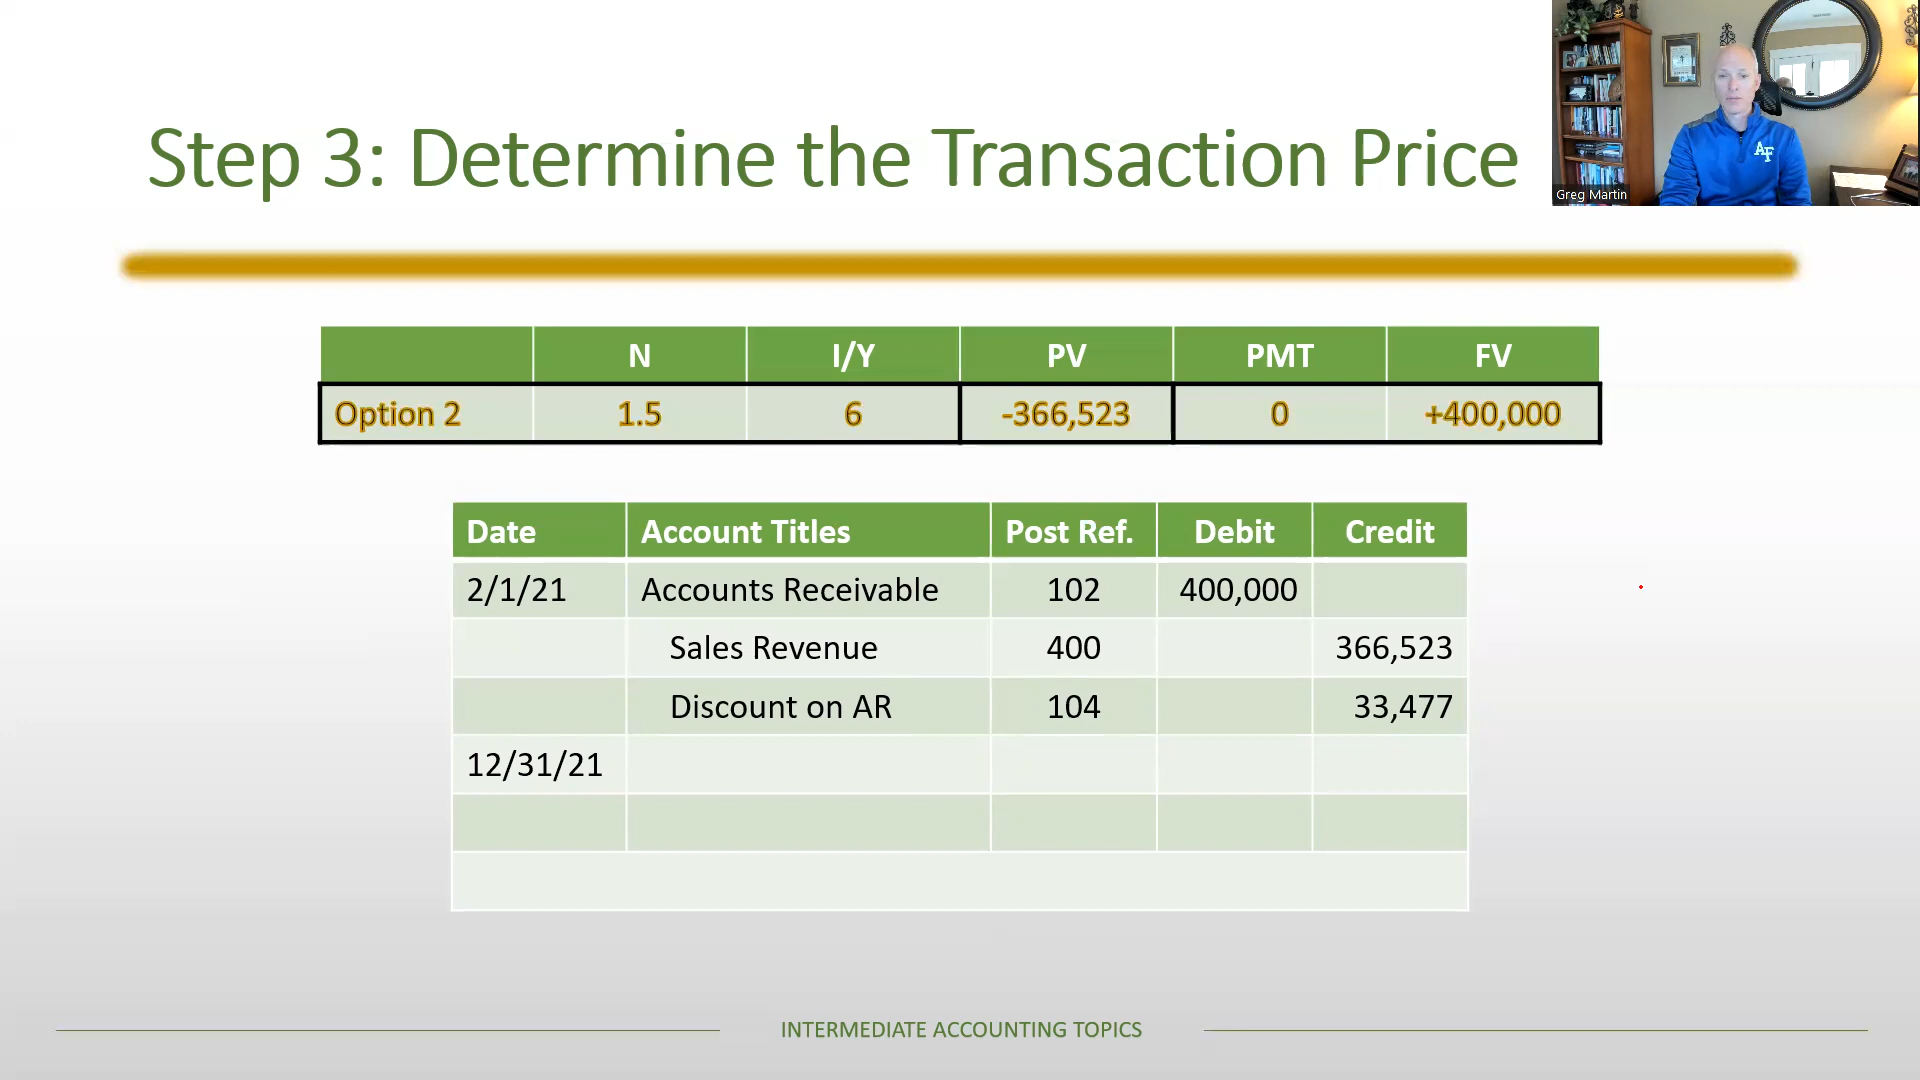 Step 3: Determine the Transaction Price
AF
Greg Martin
N I/Y PV PMT FV
Option 2 1.5 6 -366,523 0 +400,000
Date Account Titles Post Ref. Debit Credit
2/1/21 Accounts Receivable 102 400,000
Sales Revenue 400 366,523
Discount on AR 104 33,477
12/31/21
INTERMEDIATE ACCOUNTING TOPICS